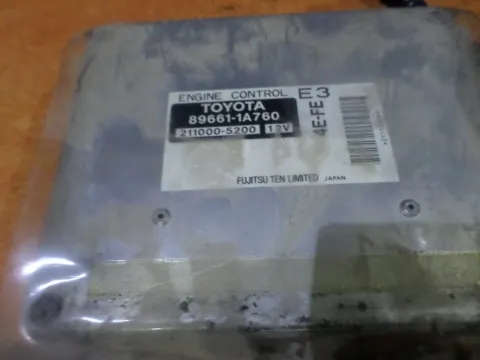 ENGINE CONTROL E3
TOYOTA
89661-1A760
211000-5200 12V
4E-FE
FUJITSU TEN LIMITED JAPAN